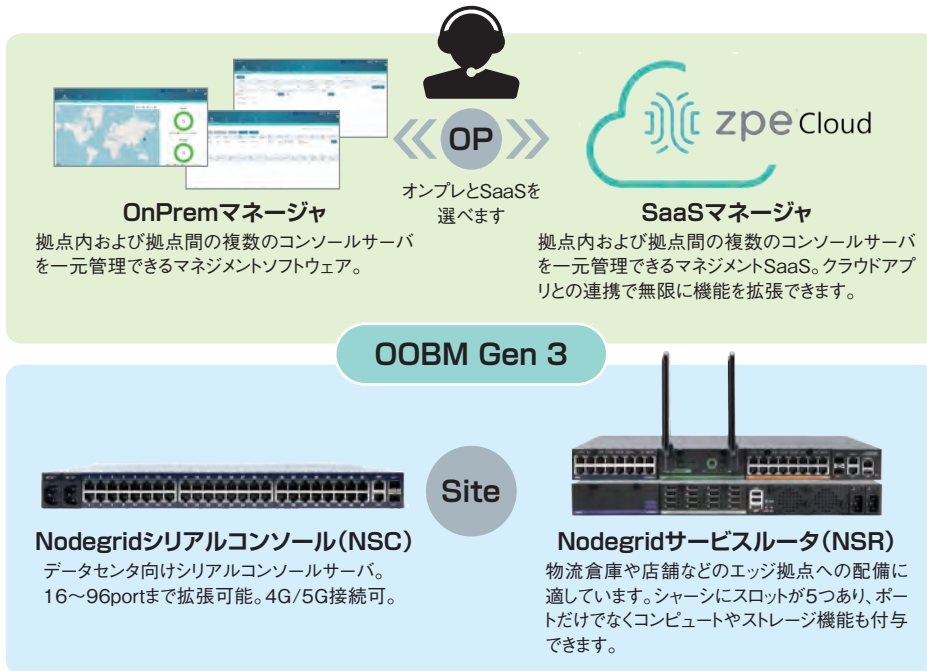 OP
オンプレとSaaSを
選べます
zpe Cloud
OnPremマネージャ
拠点内および拠点間の複数のコンソールサーバ
を一元管理できるマネジメントソフトウェア。
SaaSマネージャ
拠点内および拠点間の複数のコンソールサーバ
を一元管理できるマネジメントSaaS。クラウドアプ
リとの連携で無限に機能を拡張できます。
OOBM Gen 3
Site
Nodegridシリアルコンソール(NSC)
データセンタ向けシリアルコンソールサーバ。
16〜96portまで拡張可能。4G/5G接続可。
Nodegridサービスルータ(NSR)
物流倉庫や店舗などのエッジ拠点への配備に
適しています。シャーシにスロットが5つあり、ポー
トだけでなくコンピュートやストレージ機能も付与
できます。